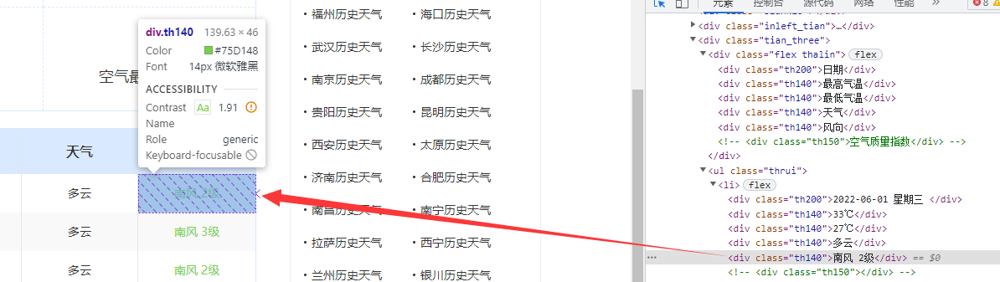 元素 控制台 源代码 网络 性能 » 8
div.th140 139.63 × 46
Color #75D148
Font 14px 微软雅黑
ACCESSIBILITY
Contrast Aa 1.91
Name
Role generic
Keyboard-focusable
天气
多云 南风 2级
多云 南风 3级
多云 南风 2级
• 福州历史天气 • 海口历史天气
• 武汉历史天气 • 长沙历史天气
• 南京历史天气 • 成都历史天气
• 贵阳历史天气 • 昆明历史天气
• 西安历史天气 • 太原历史天气
• 济南历史天气 • 合肥历史天气
• 南昌历史天气 • 南宁历史天气
• 拉萨历史天气 • 西宁历史天气
• 兰州历史天气 • 银川历史天气
<div class="inleft_tian">…</div>
<div class="tian_three">
<div class="flex thalin"> flex
<div class="th200">日期</div>
<div class="th140">最高气温</div>
<div class="th140">最低气温</div>
<div class="th140">天气</div>
<div class="th140">风向</div>
<!-- <div class="th150">空气质量指数</div> -->
</div>
<ul class="thrui">
<li> flex
<div class="th200">2022-06-01 星期三 </div>
<div class="th140">33℃</div>
<div class="th140">27℃</div>
<div class="th140">多云</div>
<div class="th140">南风 2级</div> == $0
<!-- <div class="th150"></div> -->